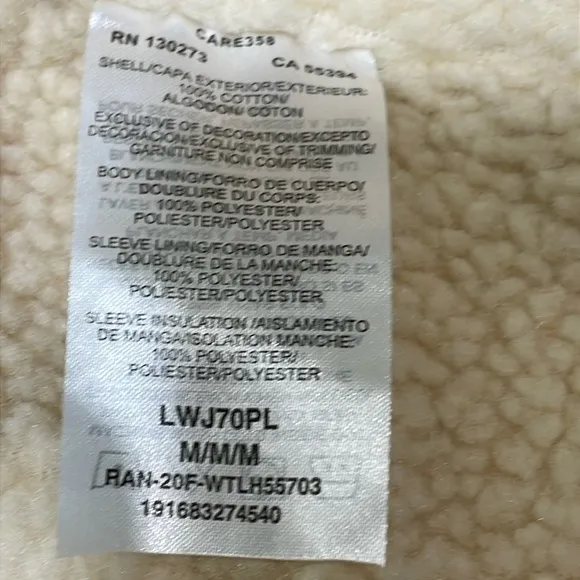 CARE358
RN 130273
CA 55394
SHELL/CAPA EXTERIOR/EXTERIEUR:
100% COTTON/
ALGODON/ COTON
EXCLUSIVE OF DECORATION/EXCEPTO
DECORACION/EXCLUSIVE OF TRIMMING/
GARNITURE NON COMPRISE
BODY LINING/FORRO DE CUERPO/
DOUBLURE DU CORPS:
100% POLYESTER/
POLIESTER/POLYESTER
SLEEVE LINING/FORRO DE MANGA/
DOUBLURE DE LA MANCHE:
100% POLYESTER/
POLIESTER/POLYESTER
SLEEVE INSULATION /AISLAMIENTO
DE MANGA/ISOLATION MANCHE:
100% POLYESTER/
POLIESTER/POLYESTER
LWJ70PL
M/M/M
RAN-20F-WTLH55703
191683274540